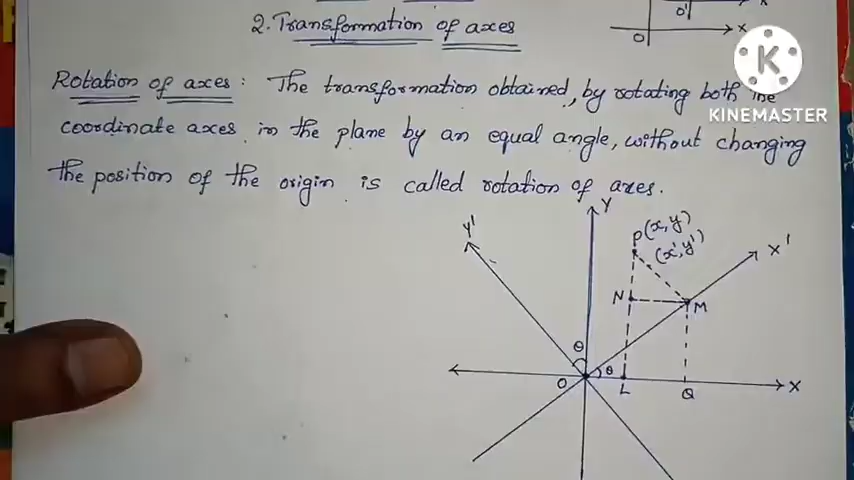 2. Transformation of axes
O'
X
O
X
K
KINEMASTER
Rotation of axes : The transformation obtained, by rotating both the
coordinate axes in the plane by an equal angle, without changing
the position of the origin is called rotation of axes.
Y'
Y
P(x, y)
(x', y')
X'
N
M
θ
θ
O
L
Q
X